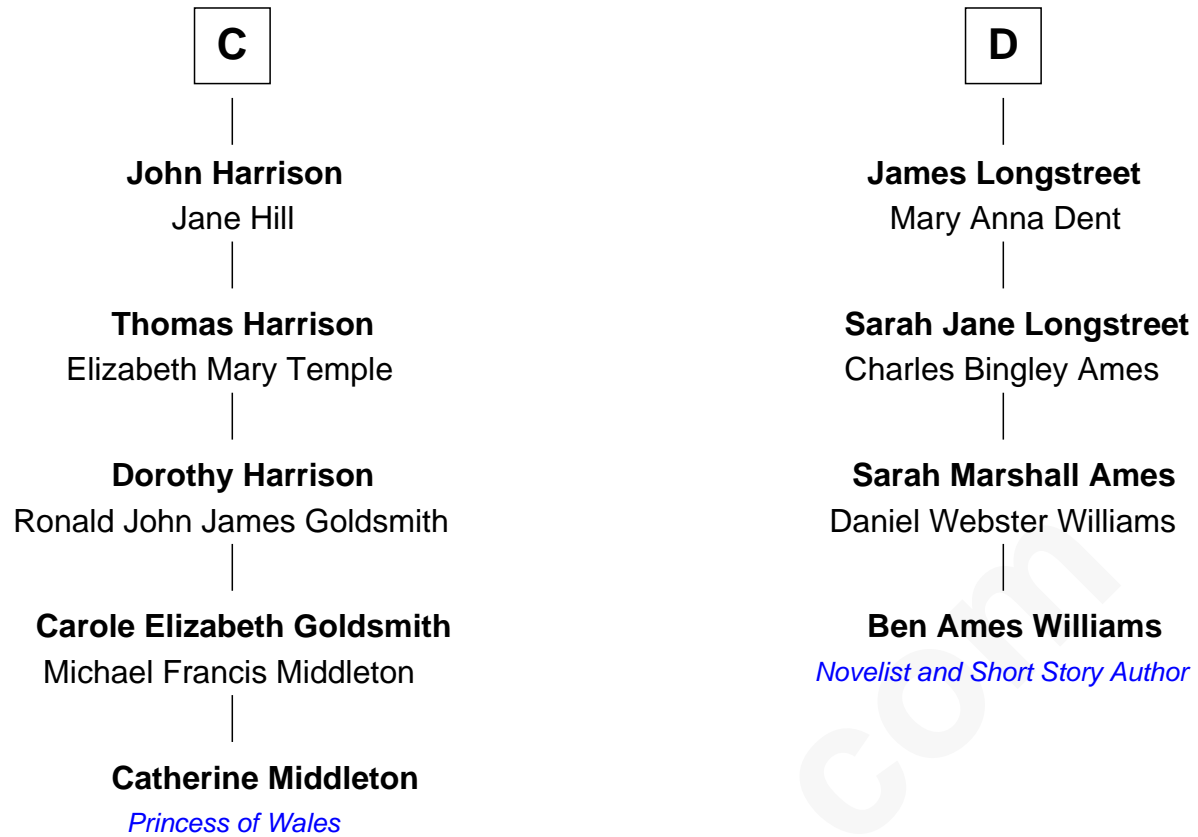 C
John Harrison
Jane Hill
Thomas Harrison
Elizabeth Mary Temple
Dorothy Harrison
Ronald John James Goldsmith
Carole Elizabeth Goldsmith
Michael Francis Middleton
Catherine Middleton
Princess of Wales
D
James Longstreet
Mary Anna Dent
Sarah Jane Longstreet
Charles Bingley Ames
Sarah Marshall Ames
Daniel Webster Williams
Ben Ames Williams
Novelist and Short Story Author
com